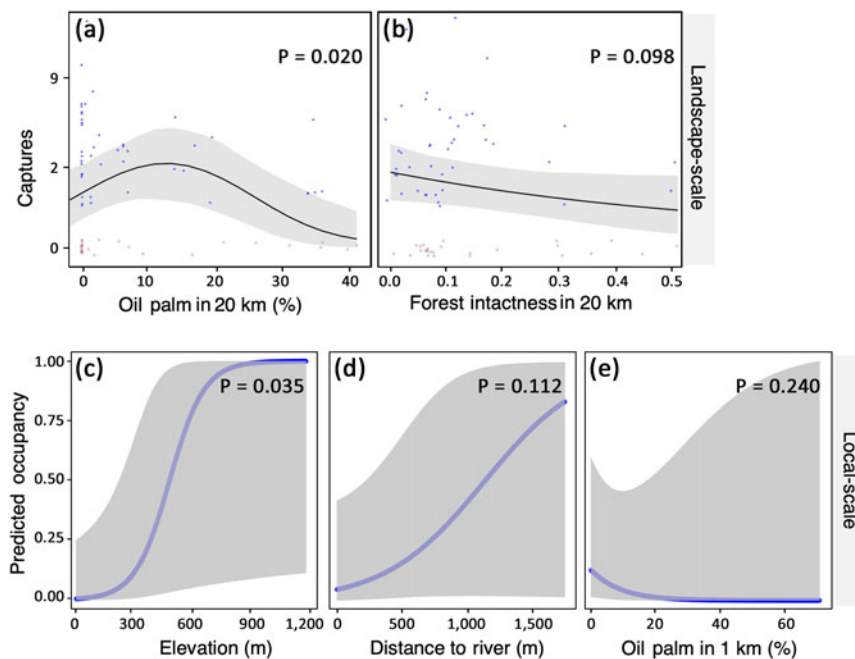 (a)
P = 0.020
(b)
P = 0.098
Landscape-scale
Captures
9
2
0
0
10
20
30
40
Oil palm in 20 km (%)
0.0
0.1
0.2
0.3
0.4
0.5
Forest intactness in 20 km
(c)
P = 0.035
(d)
P = 0.112
(e)
P = 0.240
Local-scale
Predicted occupancy
1.00
0.75
0.50
0.25
0.00
0
300
600
900
1,200
Elevation (m)
0
500
1,000
1,500
Distance to river (m)
0
20
40
60
Oil palm in 1 km (%)